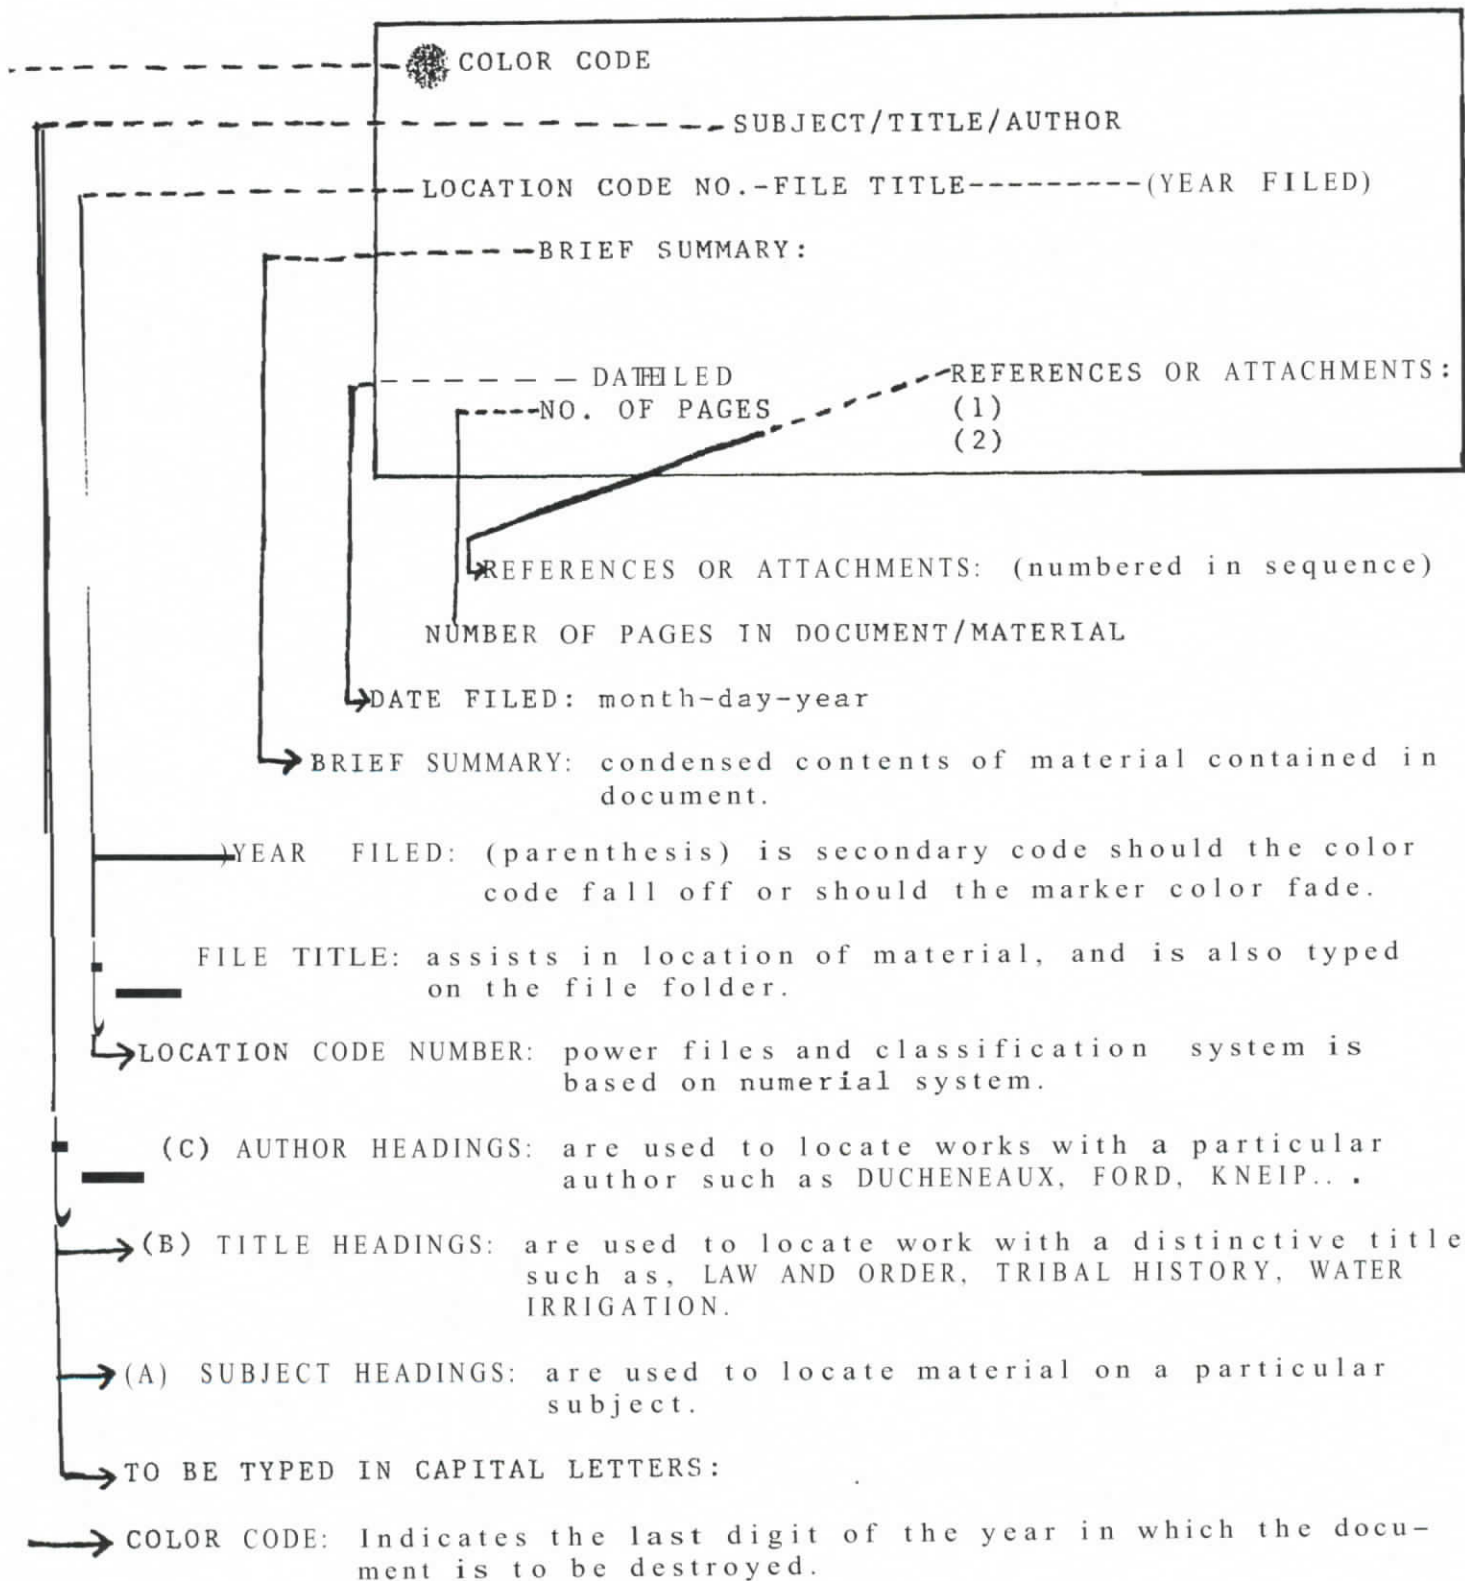 COLOR CODE
SUBJECT/TITLE/AUTHOR
LOCATION CODE NO.-FILE TITLE---------(YEAR FILED)
BRIEF SUMMARY:
DATE FILED
NO. OF PAGES
REFERENCES OR ATTACHMENTS:
(1)
(2)
REFERENCES OR ATTACHMENTS: (numbered in sequence)
NUMBER OF PAGES IN DOCUMENT/MATERIAL
DATE FILED: month-day-year
BRIEF SUMMARY: condensed contents of material contained in
document.
YEAR FILED: (parenthesis) is secondary code should the color
code fall off or should the marker color fade.
FILE TITLE: assists in location of material, and is also typed
on the file folder.
LOCATION CODE NUMBER: power files and classification system is
based on numerial system.
(C) AUTHOR HEADINGS: are used to locate works with a particular
author such as DUCHENEAUX, FORD, KNEIP...
(B) TITLE HEADINGS: are used to locate work with a distinctive title
such as, LAW AND ORDER, TRIBAL HISTORY, WATER
IRRIGATION.
(A) SUBJECT HEADINGS: are used to locate material on a particular
subject.
TO BE TYPED IN CAPITAL LETTERS:
COLOR CODE: Indicates the last digit of the year in which the docu-
ment is to be destroyed.